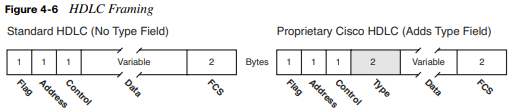 Figure 4-6 HDLC Framing
Standard HDLC (No Type Field)
Proprietary Cisco HDLC (Adds Type Field)
1 1 1 Variable 2 Bytes 1 1 1 2 Variable 2
Flag Address Control Data FCS Flag Address Control Type Data FCS